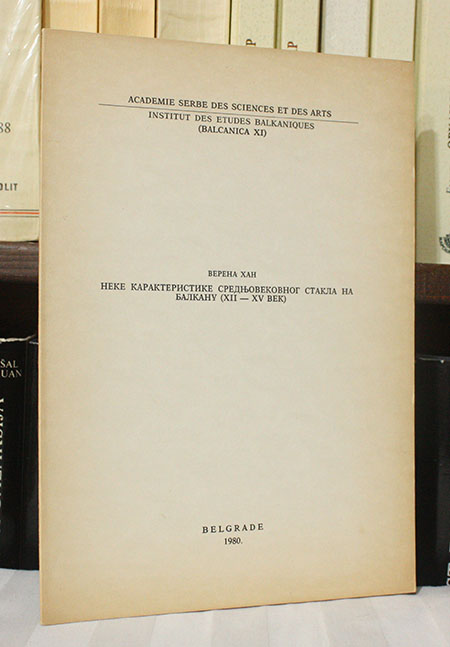 ACADEMIE SERBE DES SCIENCES ET DES ARTS
INSTITUT DES ETUDES BALKANIQUES
(BALCANICA XI)
ВЕРЕНА ХАН
НЕКЕ КАРАКТЕРИСТИКЕ СРЕДЊОВЕКОВНОГ СТАКЛА НА
БАЛКАНУ (XII — XV ВЕК)
BELGRADE
1980.